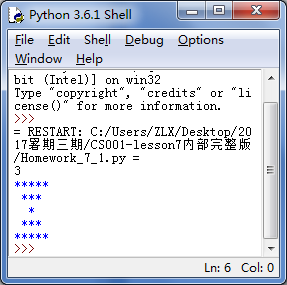 Python 3.6.1 Shell
File Edit Shell Debug Options
Window Help
bit (Intel)] on win32
Type "copyright", "credits" or "li
cense()" for more information.
>>>
= RESTART: C:/Users/ZLX/Desktop/20
17暑期三期/CS001-lesson7内部完整版
/Homework_7_1.py =
3
*****
 ***
  *
 ***
*****
>>>
Ln: 6 Col: 0